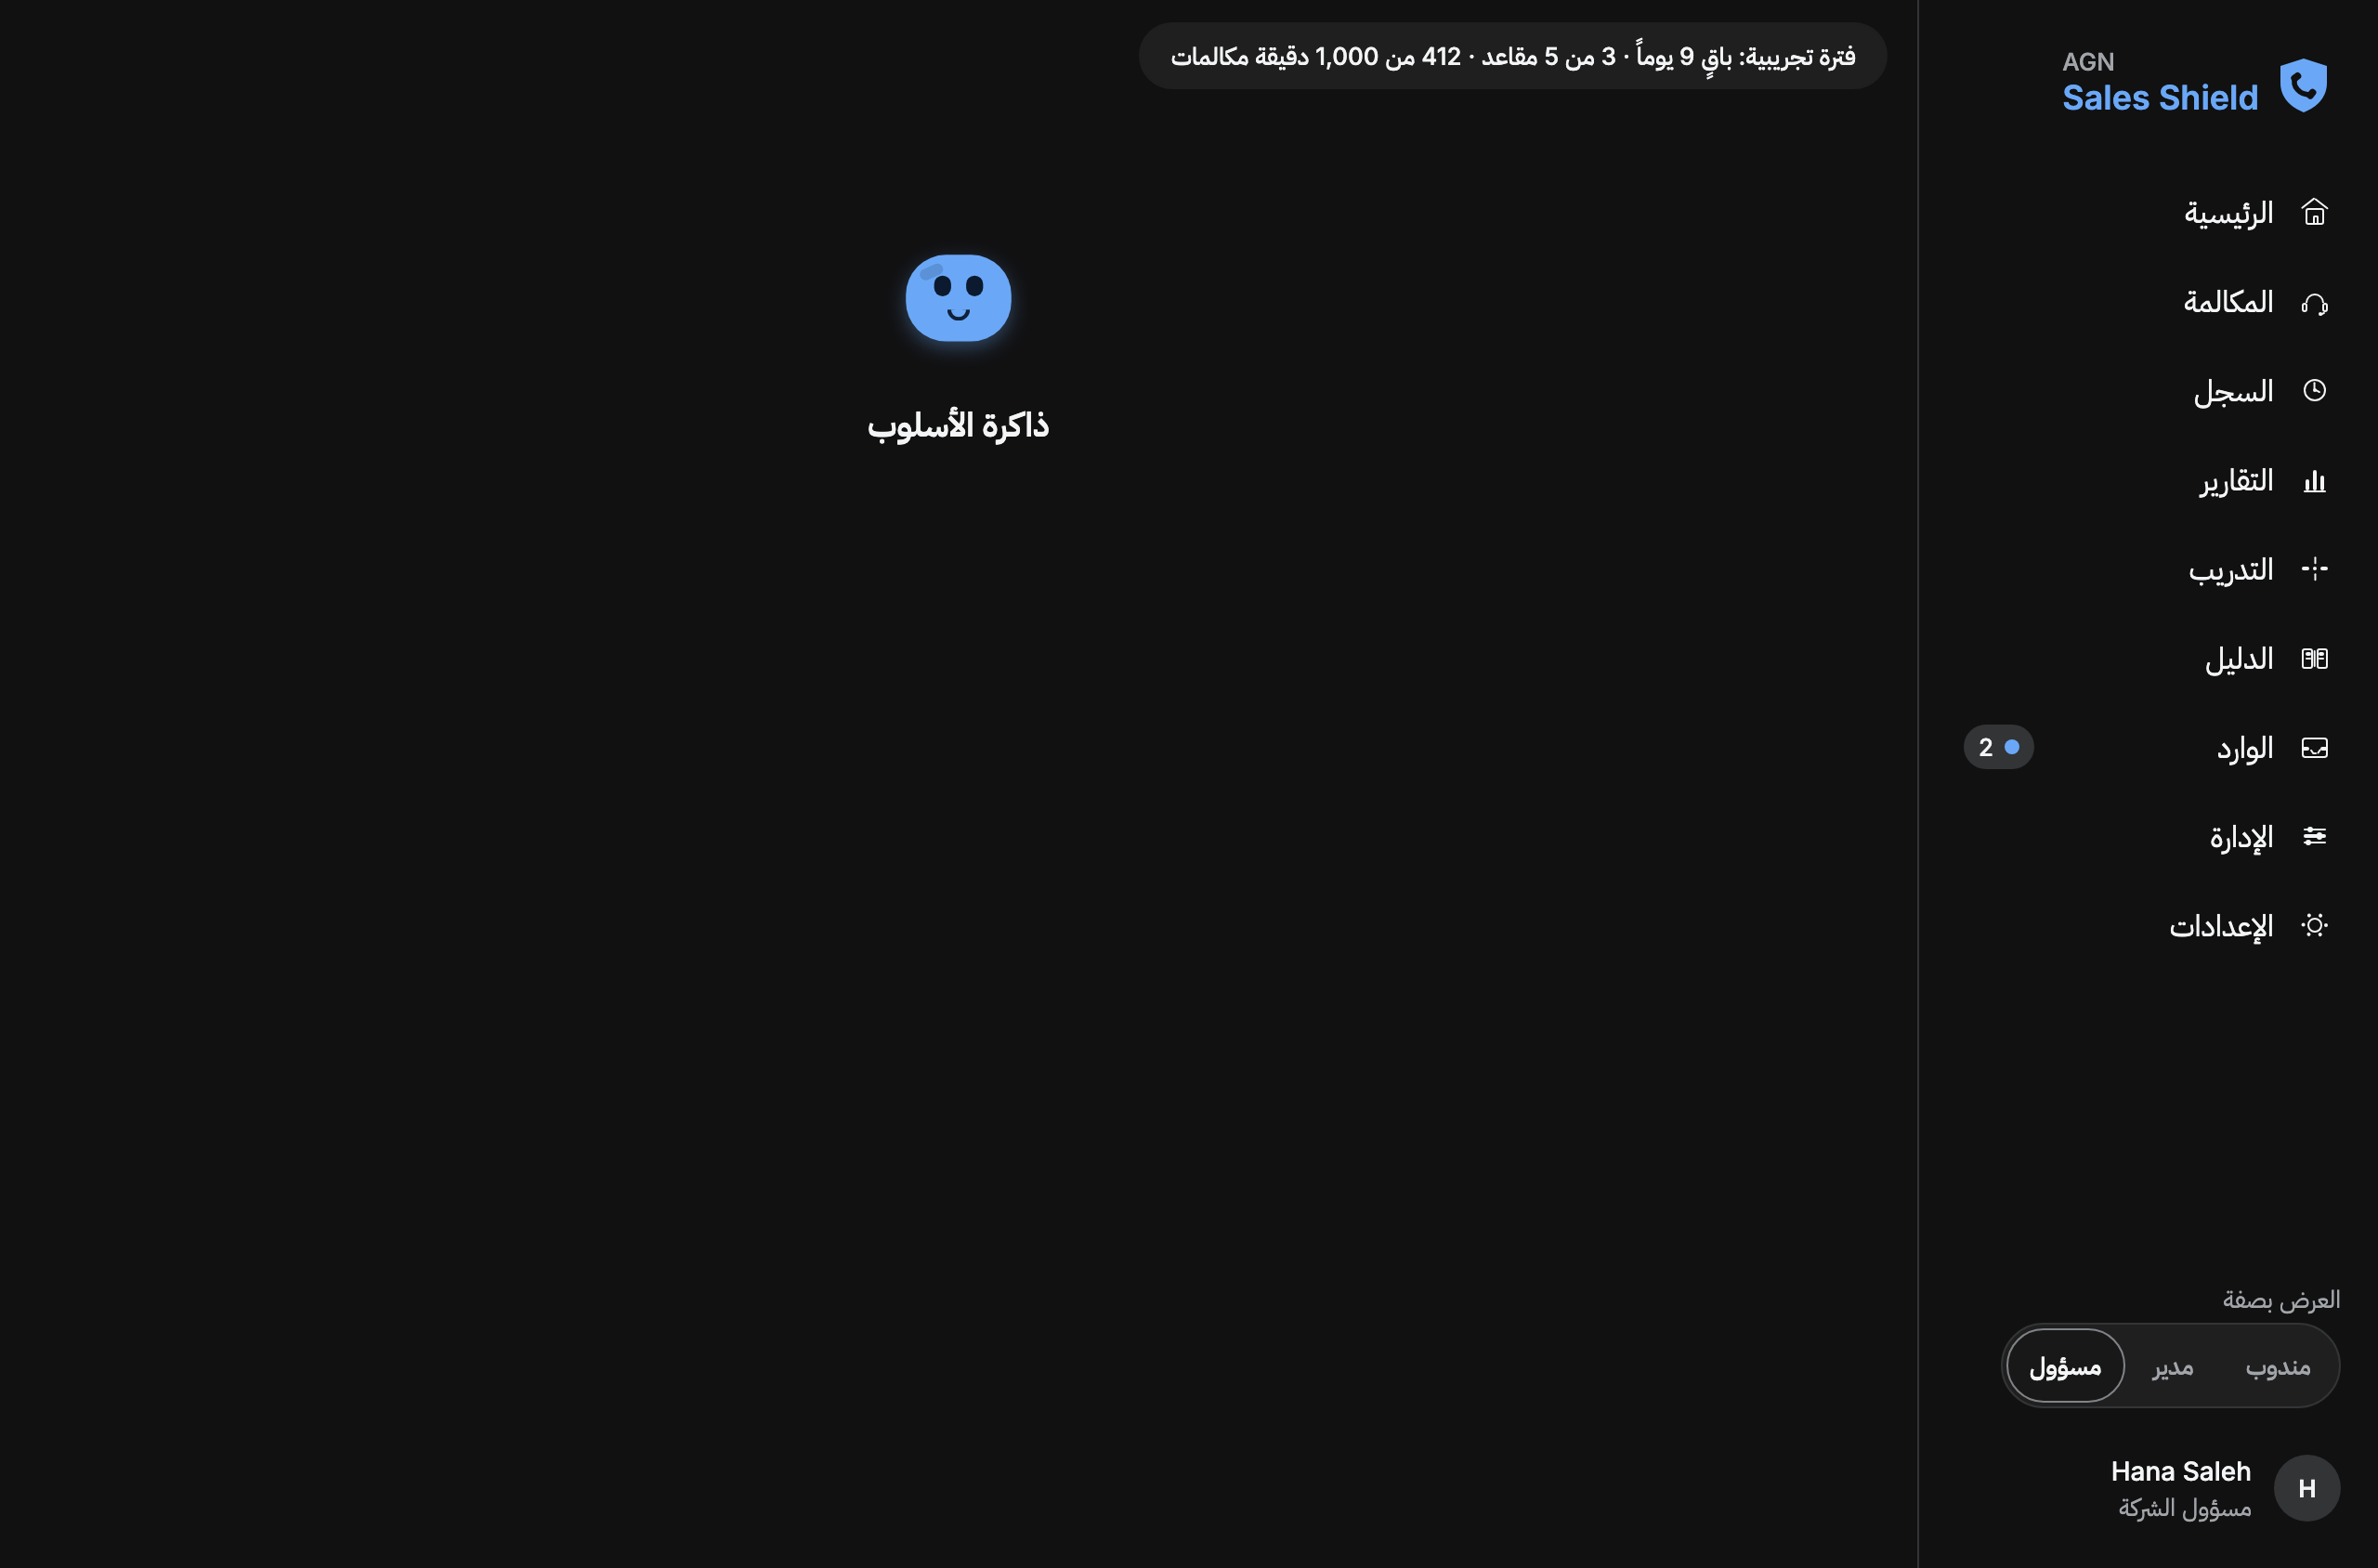 AGN
Sales Shield
الرئيسية
المكالمة
السجل
التقارير
التدريب
الدليل
الوارد 2
الإدارة
الإعدادات
العرض بصفة
مندوب مدير مسؤول
H
Hana Saleh
مسؤول الشركة
فترة تجريبية: باقٍ 9 يوماً · 3 من 5 مقاعد · 412 من 1,000 دقيقة مكالمات
ذاكرة الأسلوب